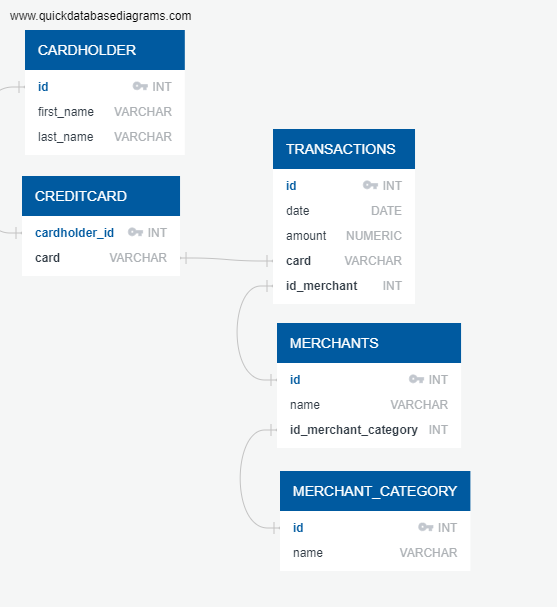 www.quickdatabasediagrams.com
CARDHOLDER
id INT
first_name VARCHAR
last_name VARCHAR
CREDITCARD
cardholder_id INT
card VARCHAR
TRANSACTIONS
id INT
date DATE
amount NUMERIC
card VARCHAR
id_merchant INT
MERCHANTS
id INT
name VARCHAR
id_merchant_category INT
MERCHANT_CATEGORY
id INT
name VARCHAR